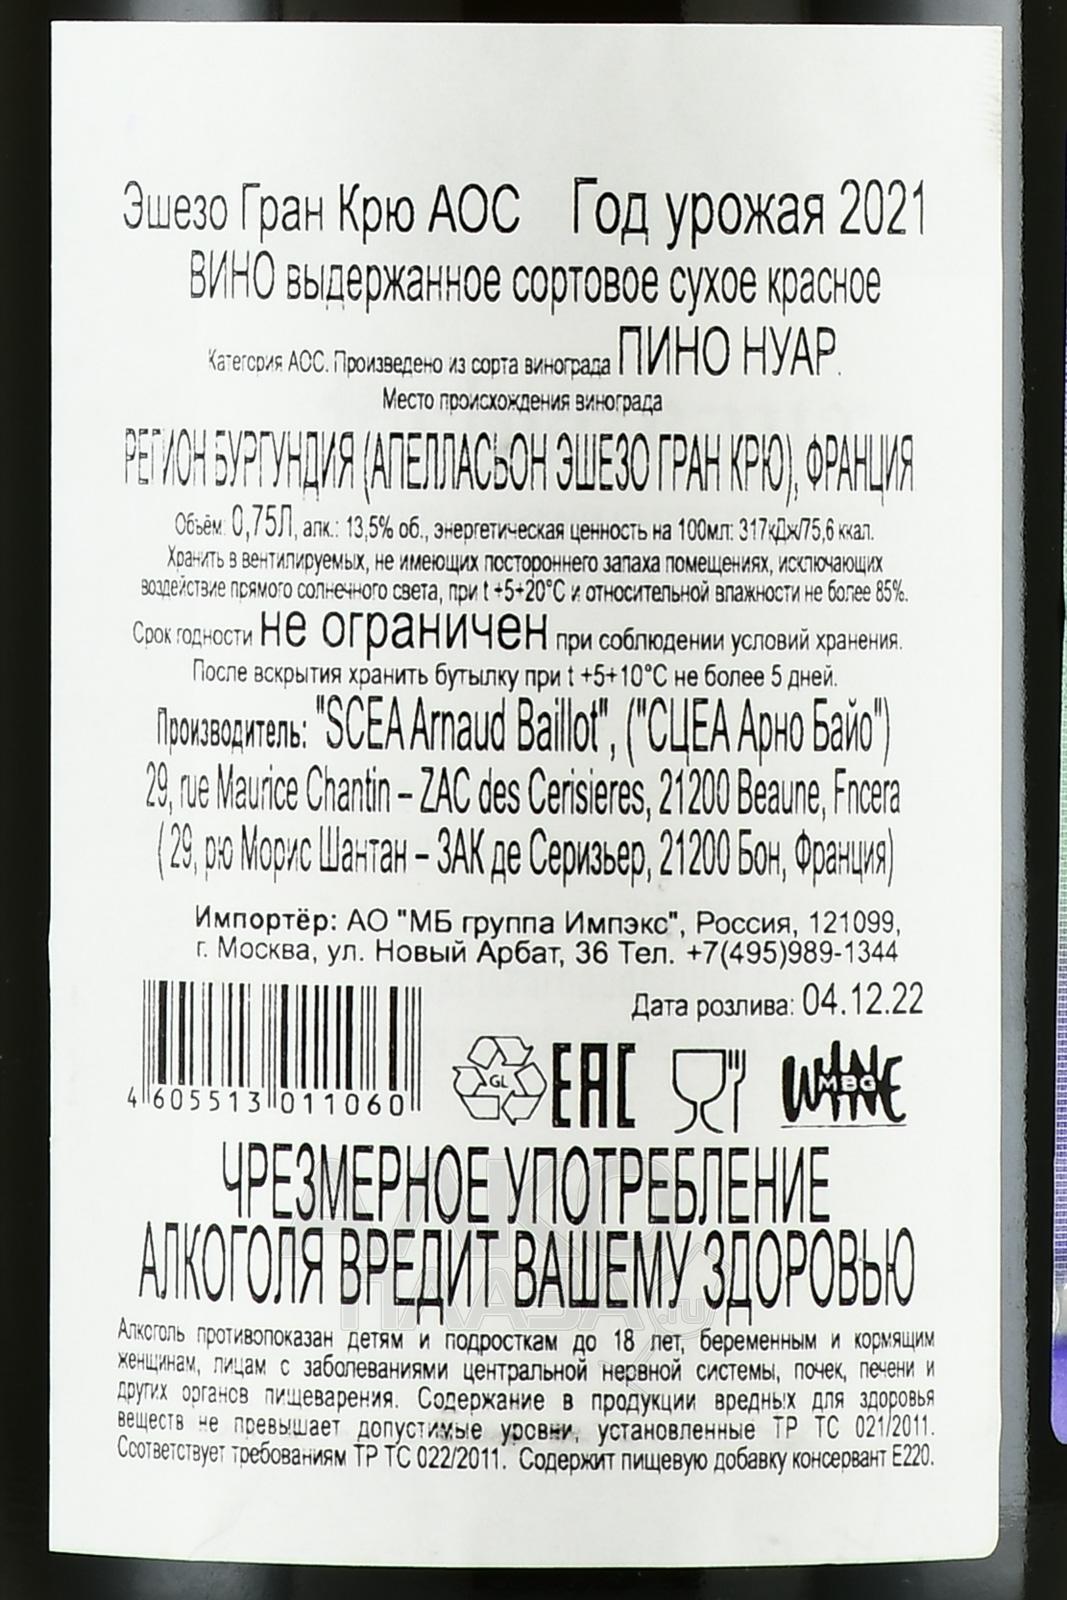 Эшезо Гран Крю АОС Год урожая 2021
ВИНО выдержанное сортовое сухое красное
Категория АОС. Произведено из сорта винограда ПИНО НУАР.
Место происхождения винограда
РЕГИОН БУРГУНДИЯ (АПЕЛЛАСЬОН ЭШЕЗО ГРАН КРЮ), ФРАНЦИЯ
Объём: 0,75Л, алк.: 13,5% об., энергетическая ценность на 100мл: 317кДж/75,6 ккал.
Хранить в вентилируемых, не имеющих постороннего запаха помещениях, исключающих
воздействие прямого солнечного света, при t +5+20°С и относительной влажности не более 85%.
Срок годности не ограничен при соблюдении условий хранения.
После вскрытия хранить бутылку при t +5+10°С не более 5 дней.
Производитель: "SCEA Arnaud Baillot", ("СЦЕА Арно Байо")
29, rue Maurice Chantin – ZAC des Cerisieres, 21200 Beaune, Fncera
( 29, рю Морис Шантан – ЗАК де Серизьер, 21200 Бон, Франция)
Импортёр: АО "МБ группа Импэкс", Россия, 121099,
г. Москва, ул. Новый Арбат, 36 Тел. +7(495)989-1344
Дата розлива: 04.12.22
4 605513 011060
GL EAC WINE MBG
ЧРЕЗМЕРНОЕ УПОТРЕБЛЕНИЕ
АЛКОГОЛЯ ВРЕДИТ ВАШЕМУ ЗДОРОВЬЮ
Алкоголь противопоказан детям и подросткам до 18 лет, беременным и кормящим
женщинам, лицам с заболеваниями центральной нервной системы, почек, печени и
других органов пищеварения. Содержание в продукции вредных для здоровья
веществ не превышает допустимые уровни, установленные ТР ТС 021/2011.
Соответствует требованиям ТР ТС 022/2011. Содержит пищевую добавку консервант Е220.